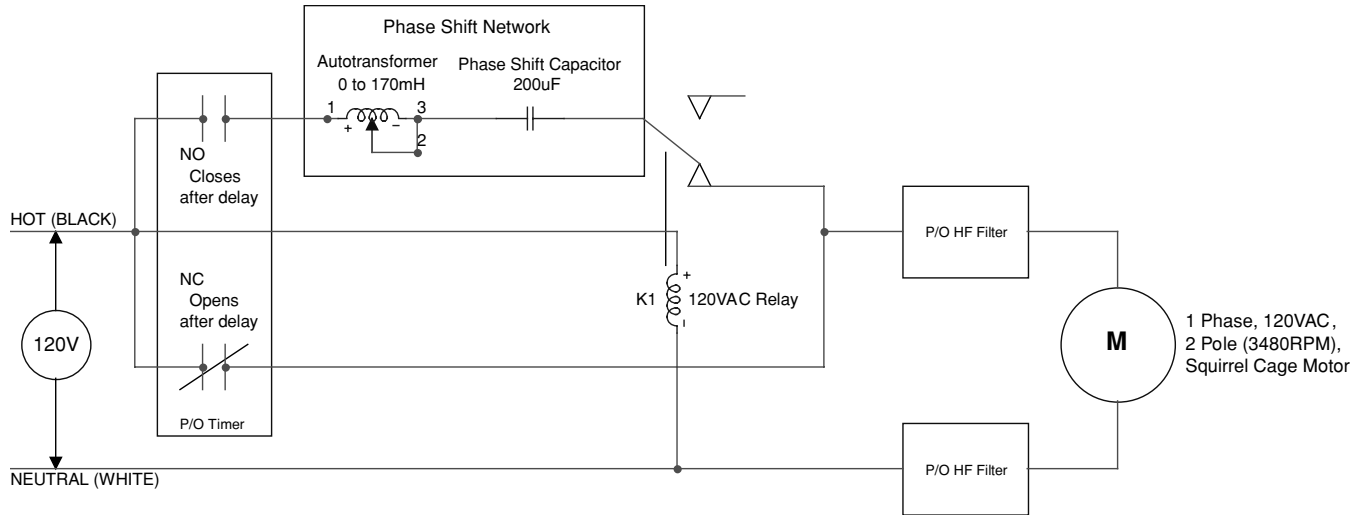 Phase Shift Network
Autotransformer
0 to 170mH
Phase Shift Capacitor
200uF
1
3
+
−
2
NO
Closes
after delay
HOT (BLACK)
NC
Opens
after delay
120V
P/O Timer
K1
+
-
120VAC Relay
P/O HF Filter
M
1 Phase, 120VAC,
2 Pole (3480RPM),
Squirrel Cage Motor
P/O HF Filter
NEUTRAL (WHITE)